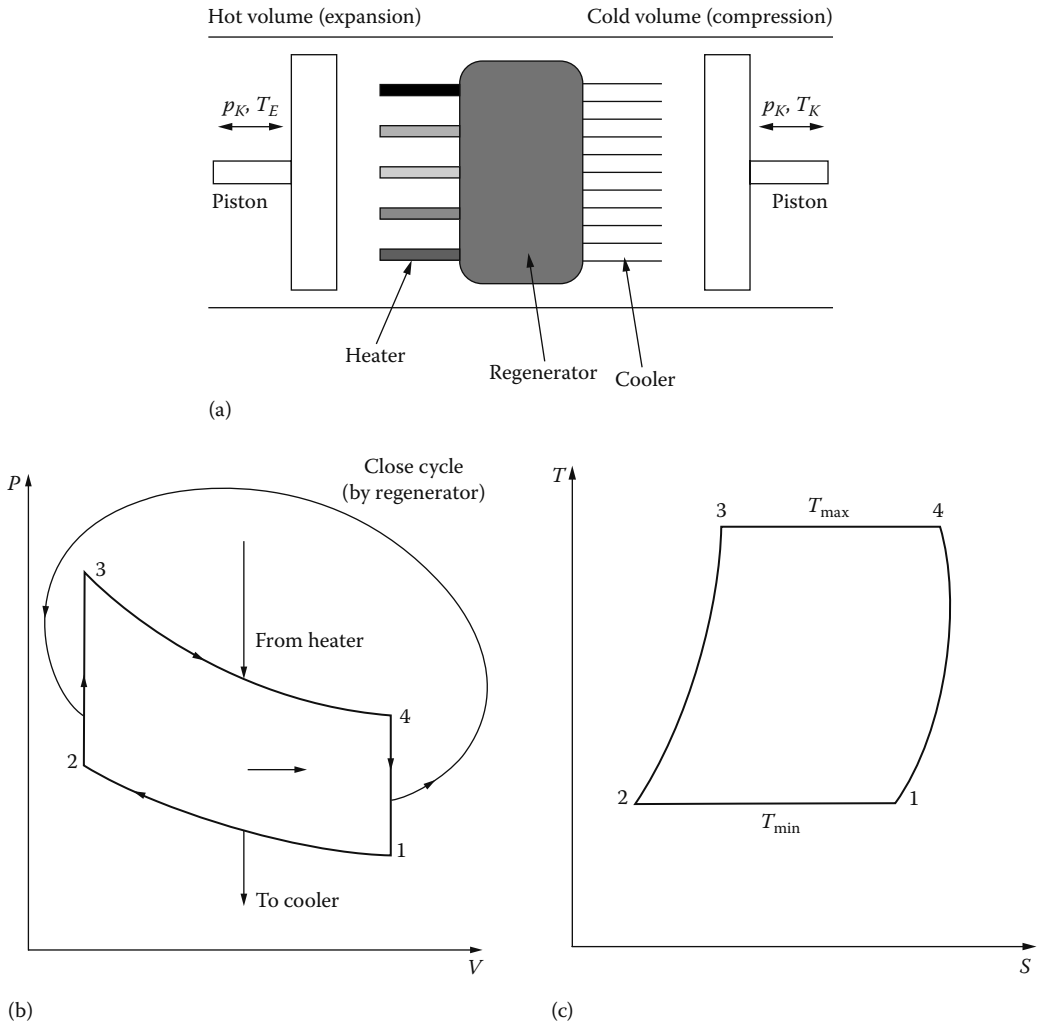 Hot volume (expansion)
Cold volume (compression)
p_K, T_E
p_K, T_K
Piston
Piston
Heater
Regenerator
Cooler
(a)
P
Close cycle
(by regenerator)
3
From heater
4
2
1
To cooler
V
(b)
T
3
T_max
4
2
1
T_min
S
(c)